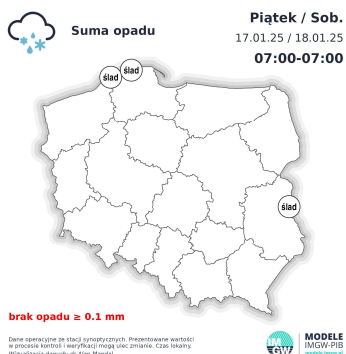 Piątek / Sob.
Suma opadu
17.01.25 / 18.01.25
07:00-07:00
ślad
ślad
ślad
brak opadu ≥ 0.1 mm
Dane operacyjne ze stacji synoptycznych. Prezentowane wartości
w procesie kontroli i weryfikacji mogą ulec zmianie. Czas lokalny.
IM
GW
MODELE
IMGW-PIB